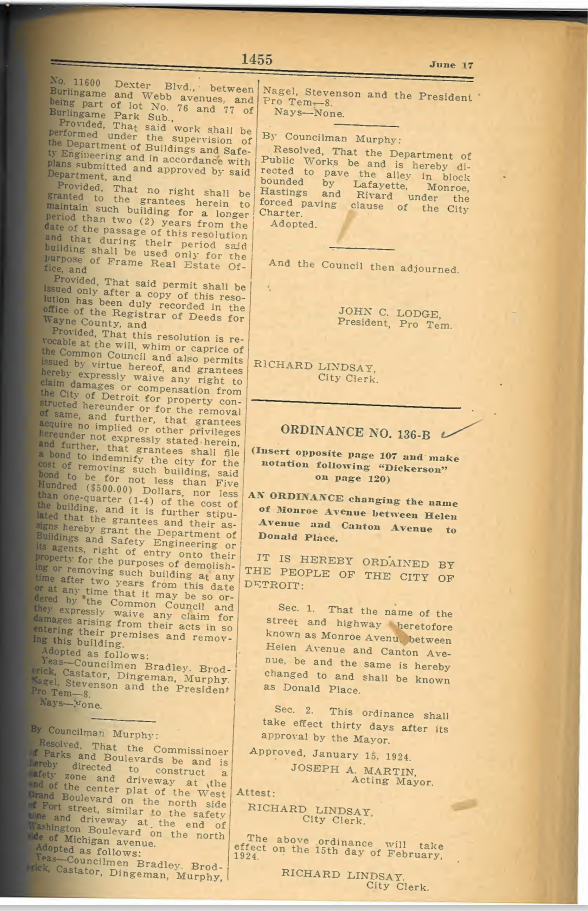 1455
June 17
No. 11600 Dexter Blvd., between
Burlingame and Webb avenues, and
being part of lot No. 76 and 77 of
Burlingame Park Sub.,
Provided, That said work shall be
performed under the supervision of
the Department of Buildings and Safe-
ty Engineering and in accordance with
plans submitted and approved by said
Department, and
Provided, That no right shall be
granted to the grantees herein to
maintain such building for a longer
period than two (2) years from the
date of the passage of this resolution
and that during their period said
building shall be used only for the
purpose of Frame Real Estate Of-
fice, and
Provided, That said permit shall be
issued only after a copy of this reso-
lution has been duly recorded in the
office of the Registrar of Deeds for
Wayne County, and
Provided, That this resolution is re-
vocable at the will, whim or caprice of
the Common Council and also permits
issued by virtue hereof, and grantees
hereby expressly waive any right to
claim damages or compensation from
the City of Detroit for property con-
structed hereunder or for the removal
of same, and further, that grantees
acquire no implied or other privileges
hereunder not expressly stated herein,
and further, that grantees shall file
a bond to indemnify the city for the
cost of removing such building, said
bond to be for not less than Five
Hundred ($500.00) Dollars, nor less
than one-quarter (1-4) of the cost of
the building, and it is further stipu-
lated that the grantees and their as-
signs hereby grant the Department of
Buildings and Safety Engineering or
its agents, right of entry onto their
property for the purposes of demolish-
ing or removing such building at any
time after two years from this date
or at any time that it may be so or-
dered by the Common Council and
they expressly waive any claim for
damages arising from their acts in so
entering their premises and remov-
ing this building.
Adopted as follows:
Yeas—Councilmen Bradley. Brod-
erick, Castator, Dingeman, Murphy.
Nagel, Stevenson and the President
Pro Tem—8.
Nays—None.
By Councilman Murphy:
Resolved, That the Commissinoer
of Parks and Boulevards be and is
hereby directed to construct a
safety zone and driveway at the
end of the center plat of the West
Grand Boulevard on the north side
of Fort street, similar to the safety
zone and driveway at the end of
Washington Boulevard on the north
side of Michigan avenue.
Adopted as follows:
Yeas—Councilmen Bradley. Brod-
erick, Castator, Dingeman, Murphy,
Nagel, Stevenson and the President
Pro Tem—8.
Nays—None.
By Councilman Murphy:
Resolved, That the Department of
Public Works be and is hereby di-
rected to pave the alley in block
bounded by Lafayette, Monroe,
Hastings and Rivard under the
forced paving clause of the City
Charter.
Adopted.
And the Council then adjourned.
JOHN C. LODGE,
President, Pro Tem.
RICHARD LINDSAY,
City Clerk.
ORDINANCE NO. 136-B
(Insert opposite page 107 and make
notation following "Dickerson"
on page 120)
AN ORDINANCE changing the name
of Monroe Avenue between Helen
Avenue and Canton Avenue to
Donald Place.
IT IS HEREBY ORDAINED BY
THE PEOPLE OF THE CITY OF
DETROIT:
Sec. 1. That the name of the
street and highway heretofore
known as Monroe Avenue between
Helen Avenue and Canton Ave-
nue, be and the same is hereby
changed to and shall be known
as Donald Place.
Sec. 2. This ordinance shall
take effect thirty days after its
approval by the Mayor.
Approved, January 15, 1924.
JOSEPH A. MARTIN,
Acting Mayor.
Attest:
RICHARD LINDSAY,
City Clerk.
The above ordinance will take
effect on the 15th day of February,
1924.
RICHARD LINDSAY,
City Clerk.